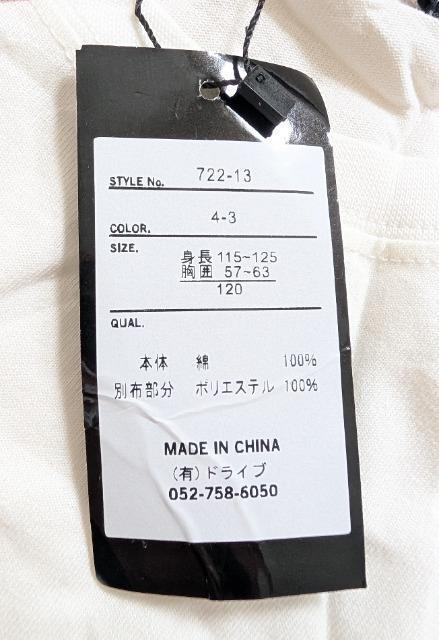 STYLE No. 722-13
COLOR. 4-3
SIZE. 身長 115~125
胸囲 57~63
120
QUAL.
本体 綿 100%
別布部分 ポリエステル 100%
MADE IN CHINA
(有)ドライブ
052-758-6050